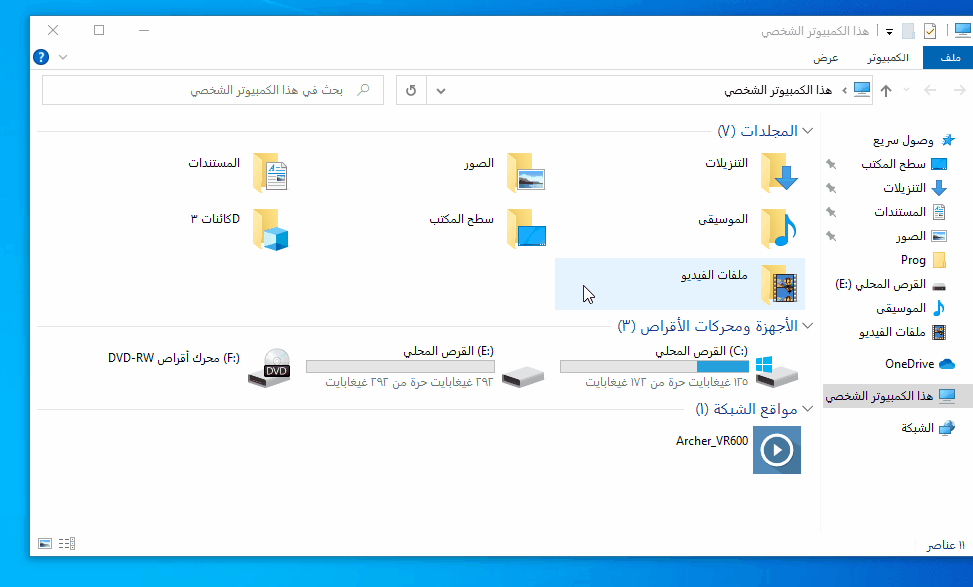 هذا الكمبيوتر الشخصي
ملف
الكمبيوتر
عرض
هذا الكمبيوتر الشخصي
بحث في هذا الكمبيوتر الشخصي
وصول سريع
سطح المكتب
التنزيلات
المستندات
الصور
Prog
القرص المحلي (E:)
الموسيقى
ملفات الفيديو
OneDrive
هذا الكمبيوتر الشخصي
الشبكة
المجلدات (٧)
التنزيلات
الصور
المستندات
الموسيقى
سطح المكتب
كائنات ٣D
ملفات الفيديو
الأجهزة ومحركات الأقراص (٣)
القرص المحلي (C:)
١٢٥ غيغابايت حرة من ١٧٢ غيغابايت
القرص المحلي (E:)
٢٩٣ غيغابايت حرة من ٢٩٣ غيغابايت
محرك أقراص DVD-RW (F:)
DVD
مواقع الشبكة (١)
Archer_VR600
١١ عناصر